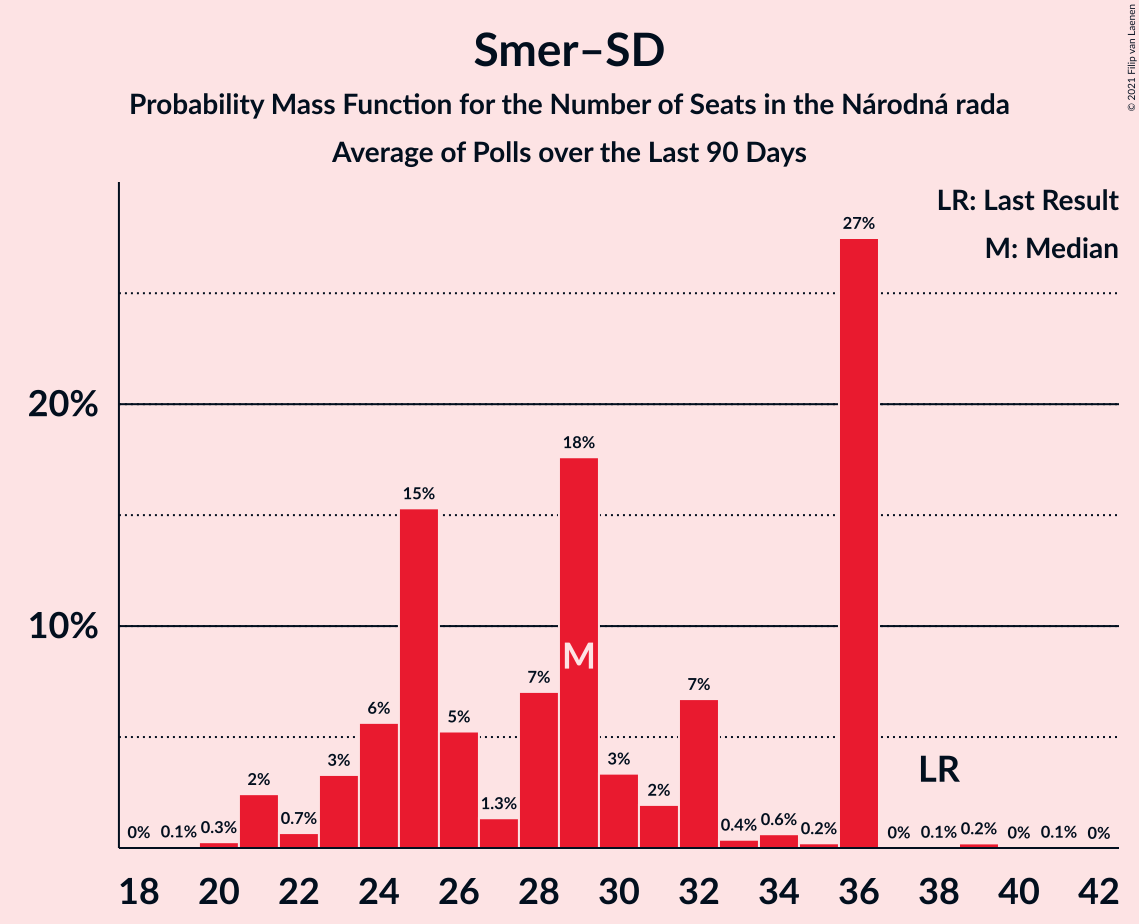 Smer–SD
Probability Mass Function for the Number of Seats in the Národná rada
Average of Polls over the Last 90 Days
© 2021 Filip van Laenen
LR: Last Result
M: Median
27%
20%
18%
15%
10%
M
7%
7%
6%
5%
3%
3%
2%
2%
LR
0% 0.1% 0.3% 0.7% 1.3% 0.4% 0.6% 0.2% 0% 0.1% 0.2% 0% 0.1% 0%
18 20 22 24 26 28 30 32 34 36 38 40 42